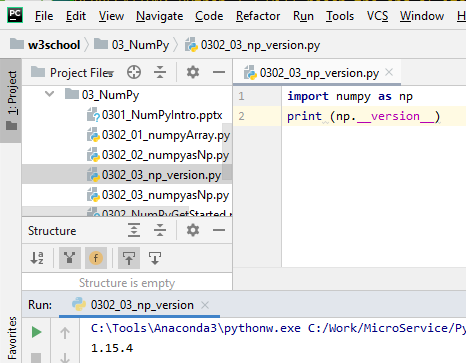 PC File Edit View Navigate Code Refactor Run Tools VCS Window
w3school 03_NumPy 0302_03_np_version.py
1: Project
Project Files
03_NumPy
0301_NumPyIntro.pptx
0302_01_numpyArray.py
0302_02_numpyasNp.py
0302_03_np_version.py
0302_03_numpyasNp.py
0302_NumPyGetStarted.p
0302_03_np_version.py
1 import numpy as np
2 print (np.__version__)
Structure
Structure is empty
Favorites
Run: 0302_03_np_version
C:\Tools\Anaconda3\pythonw.exe C:/Work/MicroService/Py
1.15.4